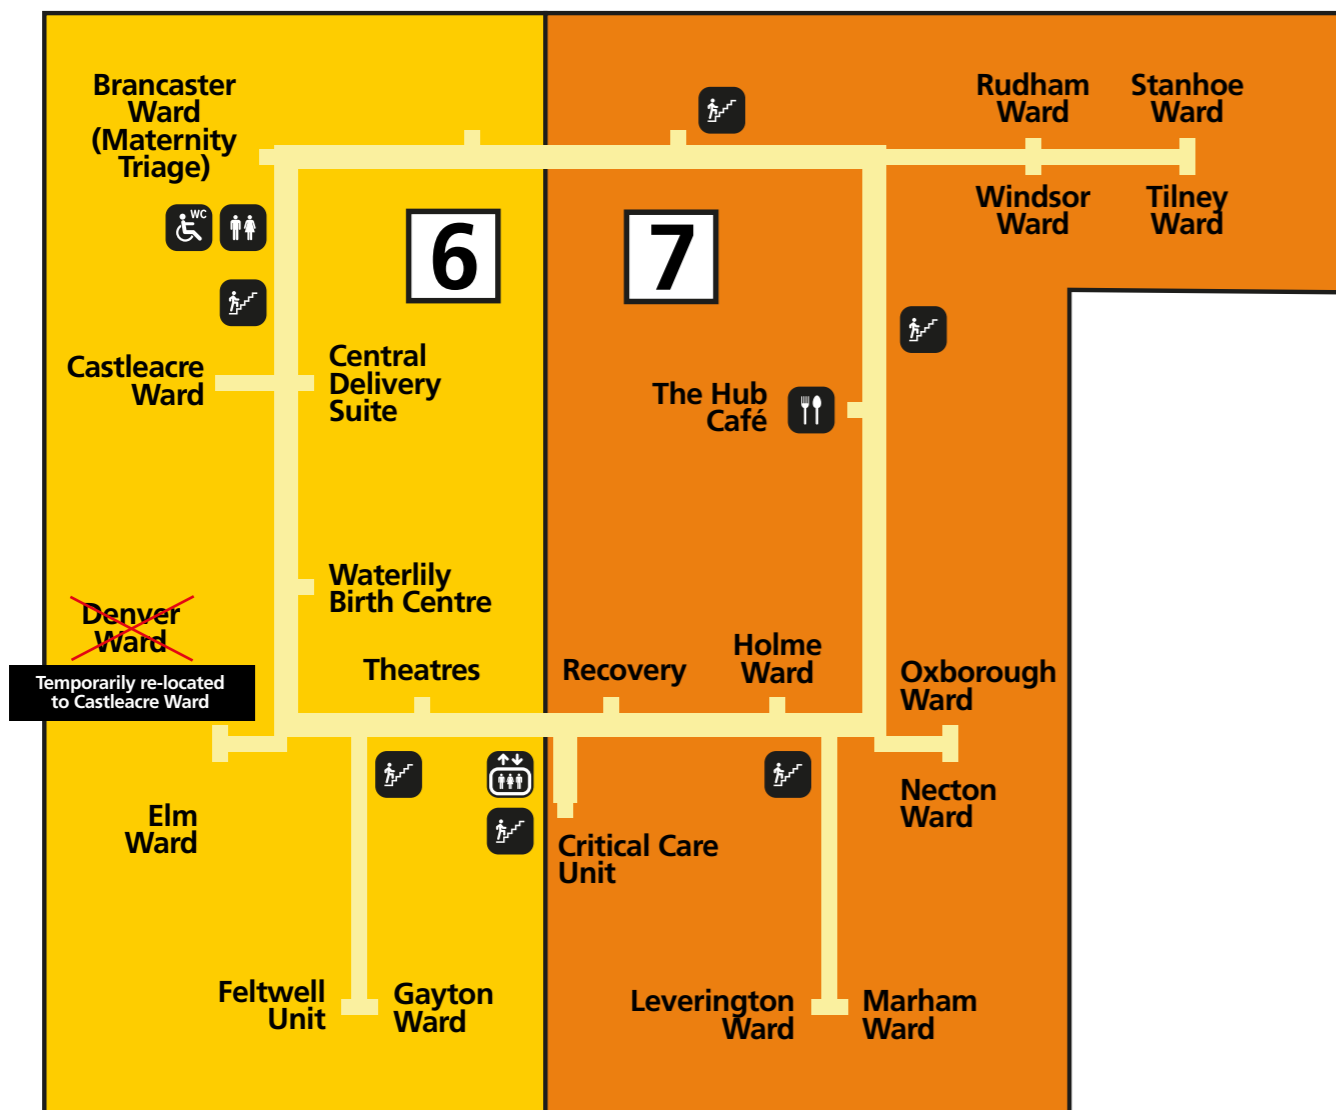 Brancaster
Ward
(Maternity
Triage)
Rudham
Ward
Stanhoe
Ward
Windsor
Ward
Tilney
Ward
WC
6
7
Castleacre
Ward
Central
Delivery
Suite
The Hub
Café
Waterlily
Birth Centre
Denver
Ward
Temporarily re-located
to Castleacre Ward
Theatres
Recovery
Holme
Ward
Oxborough
Ward
Elm
Ward
Critical Care
Unit
Necton
Ward
Feltwell
Unit
Gayton
Ward
Leverington
Ward
Marham
Ward